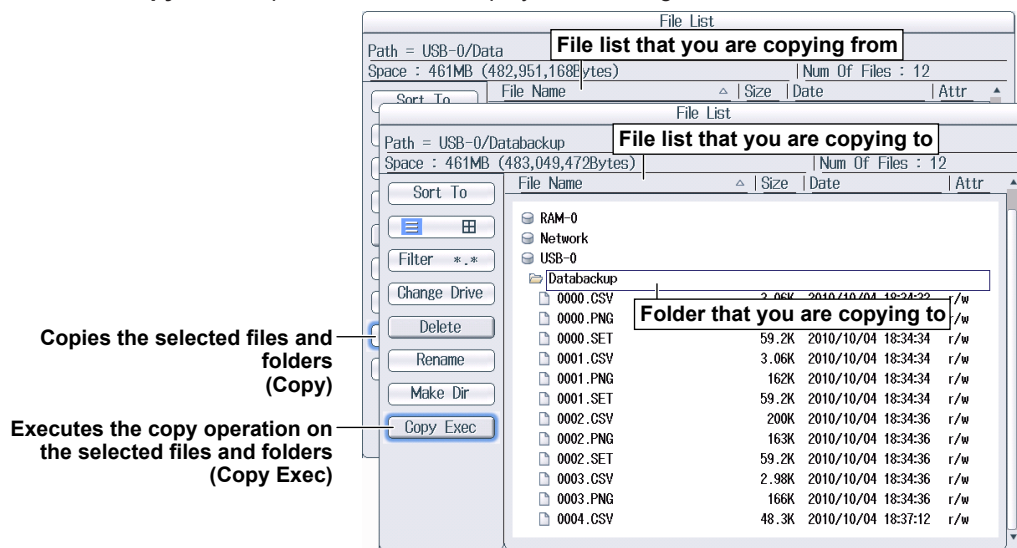 File List
Path = USB-0/Data
File list that you are copying from
Space : 461MB (482,951,168Bytes) Num Of Files : 12
Sort To
File Name Size Date Attr
File List
Path = USB-0/Databackup
File list that you are copying to
Space : 461MB (483,049,472Bytes) Num Of Files : 12
File Name Size Date Attr
Sort To
Filter *.*
Change Drive
Delete
Rename
Make Dir
Copy Exec
RAM-0
Network
USB-0
Databackup
Folder that you are copying to
0000.CSV 3.06K 2010/10/04 18:34:32 r/w
0000.PNG r/w
0000.SET 59.2K 2010/10/04 18:34:34 r/w
0001.CSV 3.06K 2010/10/04 18:34:34 r/w
0001.PNG 162K 2010/10/04 18:34:34 r/w
0001.SET 59.2K 2010/10/04 18:34:34 r/w
0002.CSV 200K 2010/10/04 18:34:36 r/w
0002.PNG 163K 2010/10/04 18:34:36 r/w
0002.SET 59.2K 2010/10/04 18:34:36 r/w
0003.CSV 2.98K 2010/10/04 18:34:36 r/w
0003.PNG 166K 2010/10/04 18:34:36 r/w
0004.CSV 48.3K 2010/10/04 18:37:12 r/w
Copies the selected files and
folders
(Copy)
Executes the copy operation on
the selected files and folders
(Copy Exec)